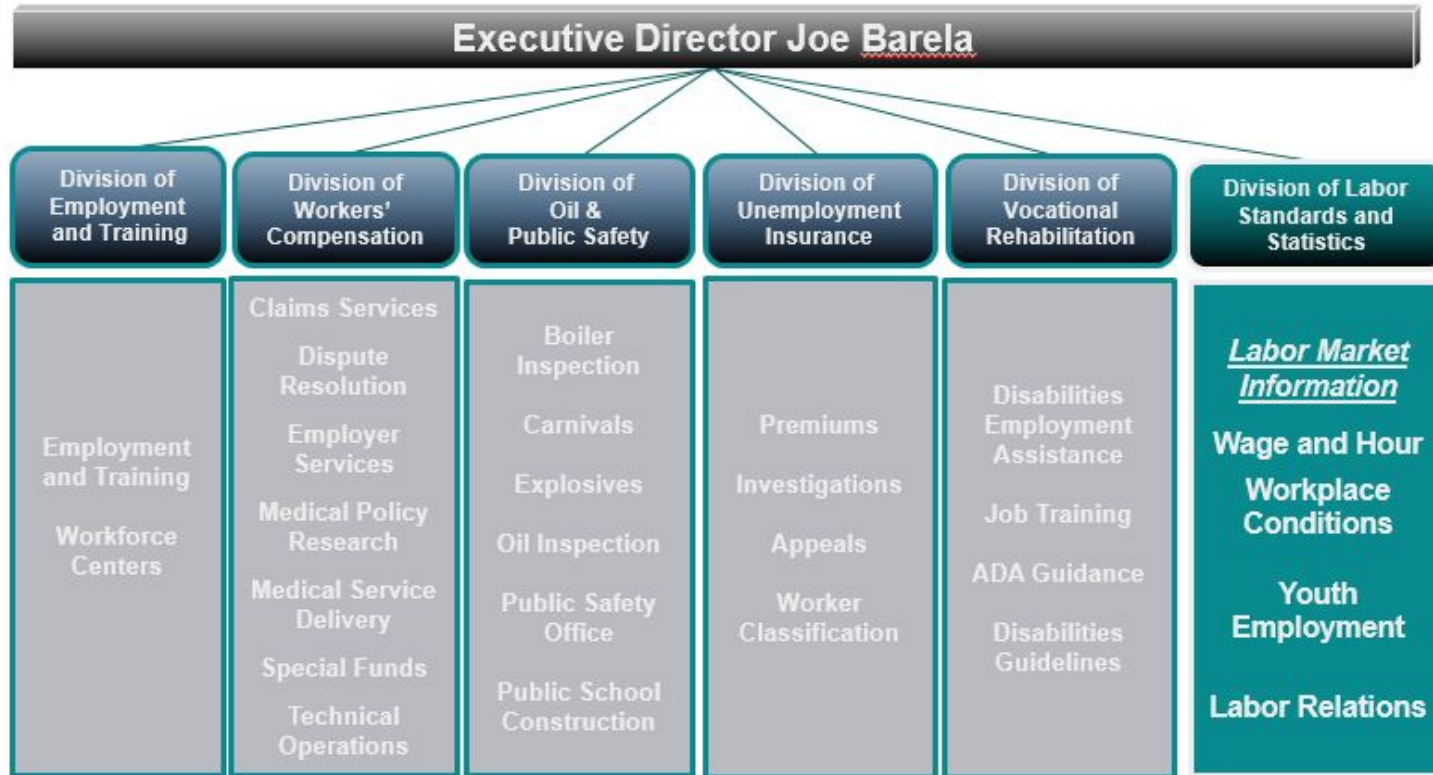 Executive Director Joe Barela
Division of
Employment
and Training
Division of
Workers’
Compensation
Division of
Oil &
Public Safety
Division of
Unemployment
Insurance
Division of
Vocational
Rehabilitation
Division of Labor
Standards and
Statistics
Employment
and Training
Workforce
Centers
Claims Services
Dispute
Resolution
Employer
Services
Medical Policy
Research
Medical Service
Delivery
Special Funds
Technical
Operations
Boiler
Inspection
Carnivals
Explosives
Oil Inspection
Public Safety
Office
Public School
Construction
Premiums
Investigations
Appeals
Worker
Classification
Disabilities
Employment
Assistance
Job Training
ADA Guidance
Disabilities
Guidelines
Labor Market
Information
Wage and Hour
Workplace
Conditions
Youth
Employment
Labor Relations